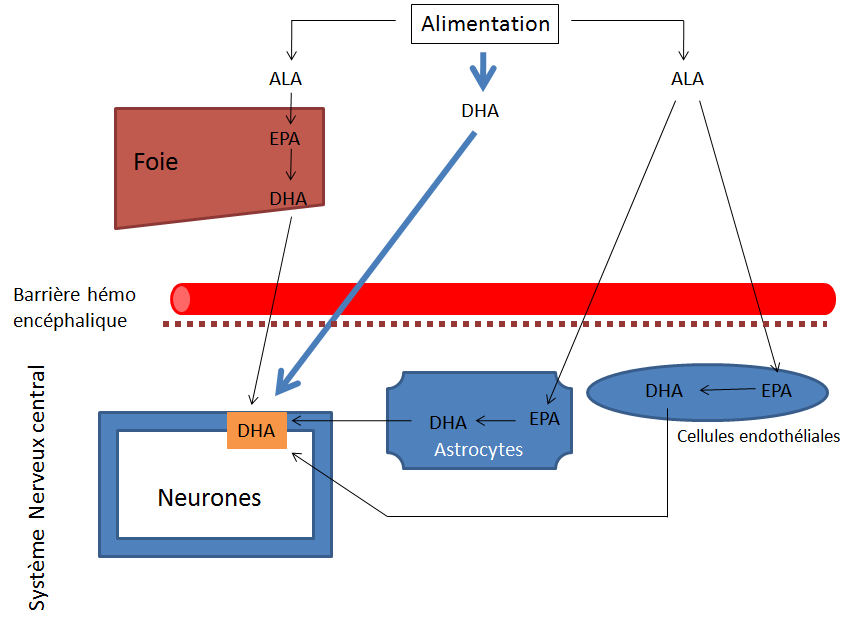 Alimentation
ALA
DHA
ALA
EPA
Foie
DHA
Barrière hémo
encéphalique
Système Nerveux central
DHA
DHA
EPA
Astrocytes
DHA
EPA
Cellules endothéliales
Neurones